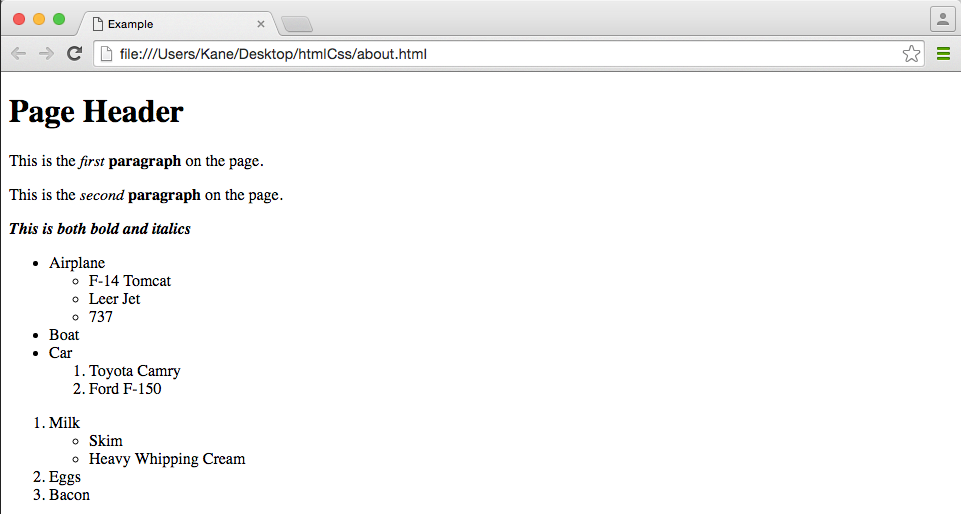 Example
file:///Users/Kane/Desktop/htmlCss/about.html
Page Header
This is the first paragraph on the page.
This is the second paragraph on the page.
This is both bold and italics
• Airplane
◦ F-14 Tomcat
◦ Leer Jet
◦ 737
• Boat
• Car
1. Toyota Camry
2. Ford F-150
1. Milk
◦ Skim
◦ Heavy Whipping Cream
2. Eggs
3. Bacon